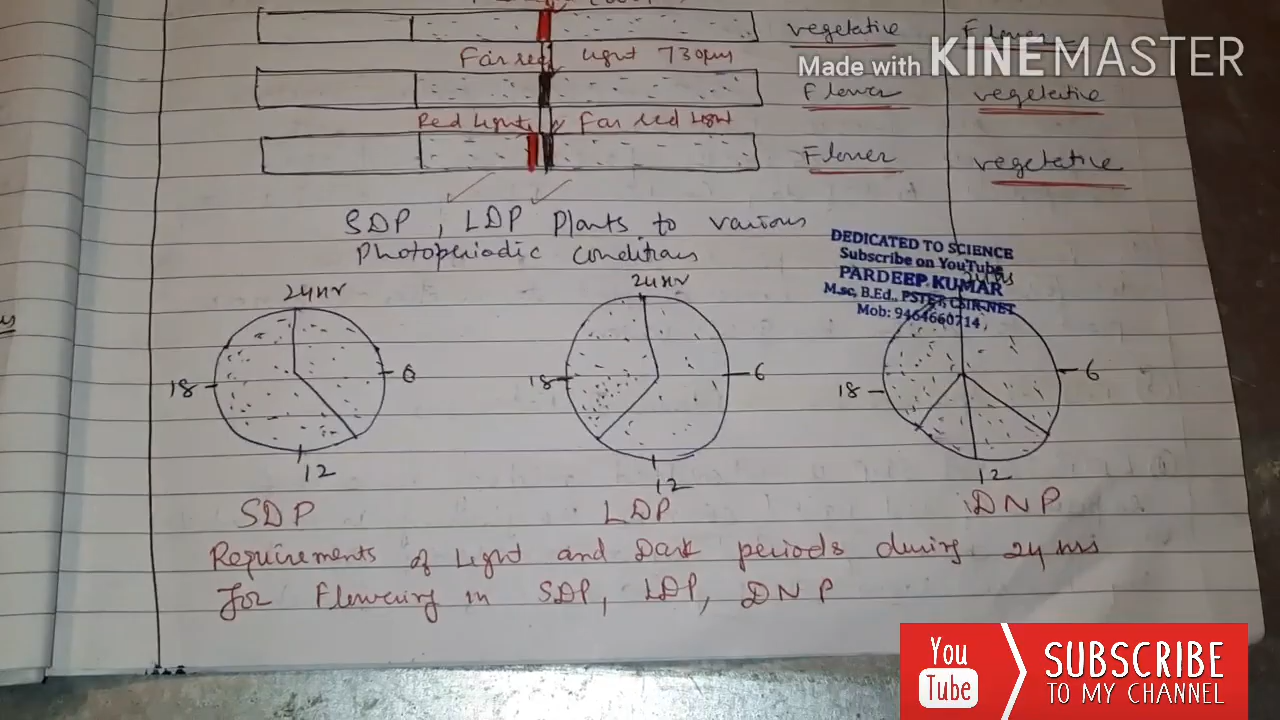 vegetative
Far red Light 730μm
Made with KINEMASTER
Flower vegetative
Red Light Far red Light
Flower vegetative
SDP, LDP Plants to various
Photoperiodic Conditions
DEDICATED TO SCIENCE
Subscribe on YouTube
PARDEEP KUMAR
M.sc, B.Ed., PSTET, CSIR-NET
Mob: 9464660714
24Hr 24Hr
18 6 18 6 18 6
12 12 12
SDP LDP DNP
Requirements of Light and Dark periods during 24 hrs
For Flowering in SDP, LDP, DNP
You Tube
SUBSCRIBE
TO MY CHANNEL